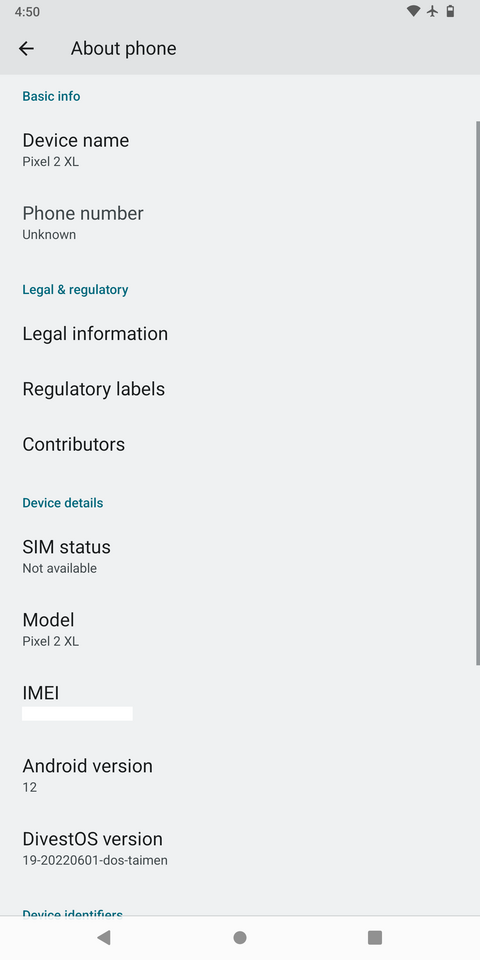 4:50
About phone
Basic info
Device name
Pixel 2 XL
Phone number
Unknown
Legal & regulatory
Legal information
Regulatory labels
Contributors
Device details
SIM status
Not available
Model
Pixel 2 XL
IMEI
Android version
12
DivestOS version
19-20220601-dos-taimen
Device identifiers